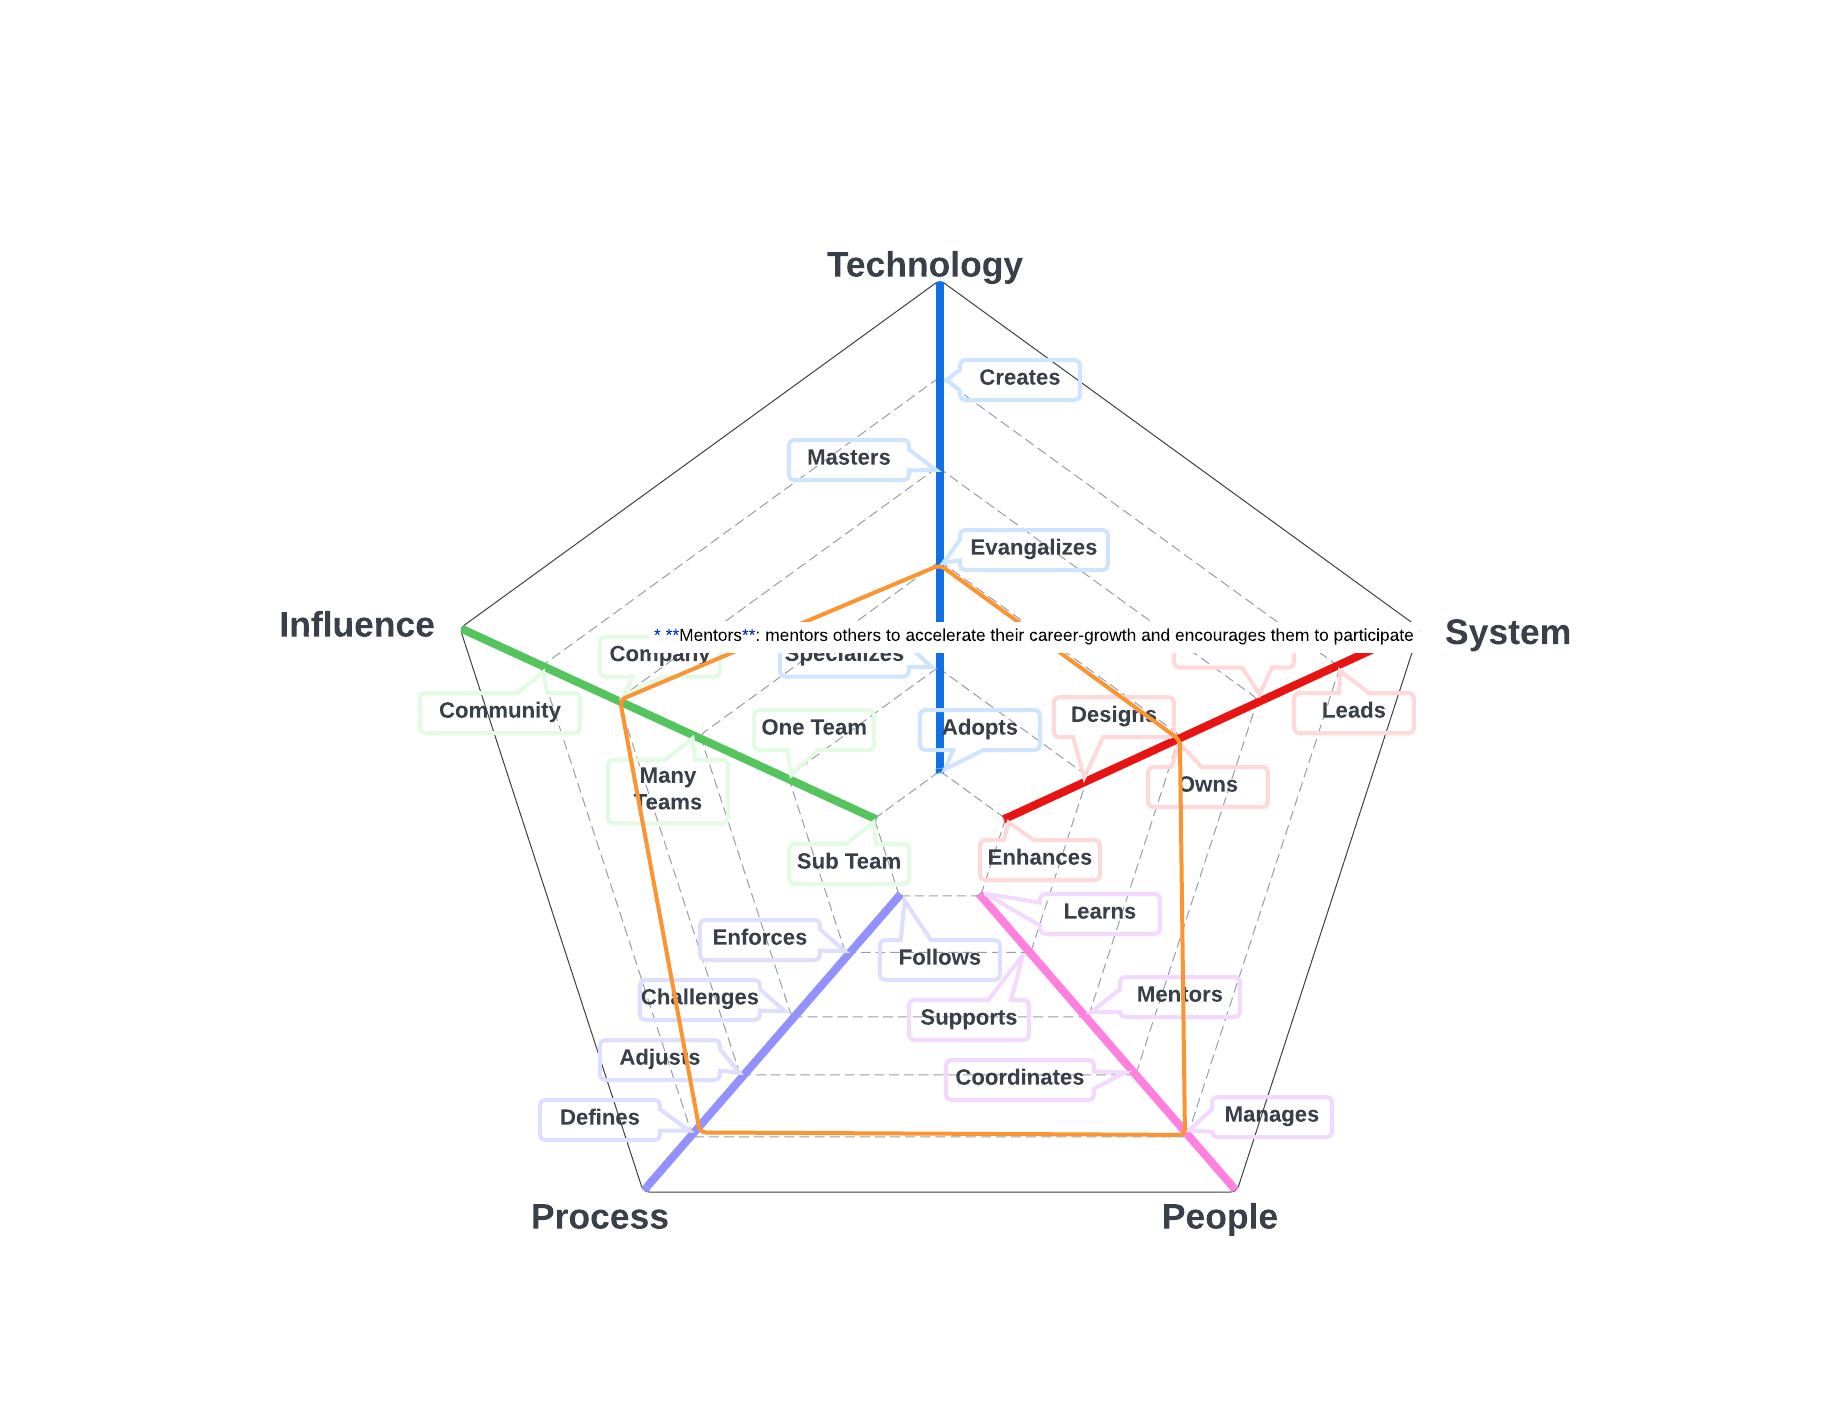 Technology
Creates
Masters
Evangalizes
Influence
* **Mentors**: mentors others to accelerate their career-growth and encourages them to participate
System
Company
Specializes
Community
One Team
Adopts
Designs
Leads
Many
Teams
Owns
Sub Team
Enhances
Learns
Enforces
Follows
Challenges
Mentors
Supports
Adjusts
Coordinates
Defines
Manages
Process
People